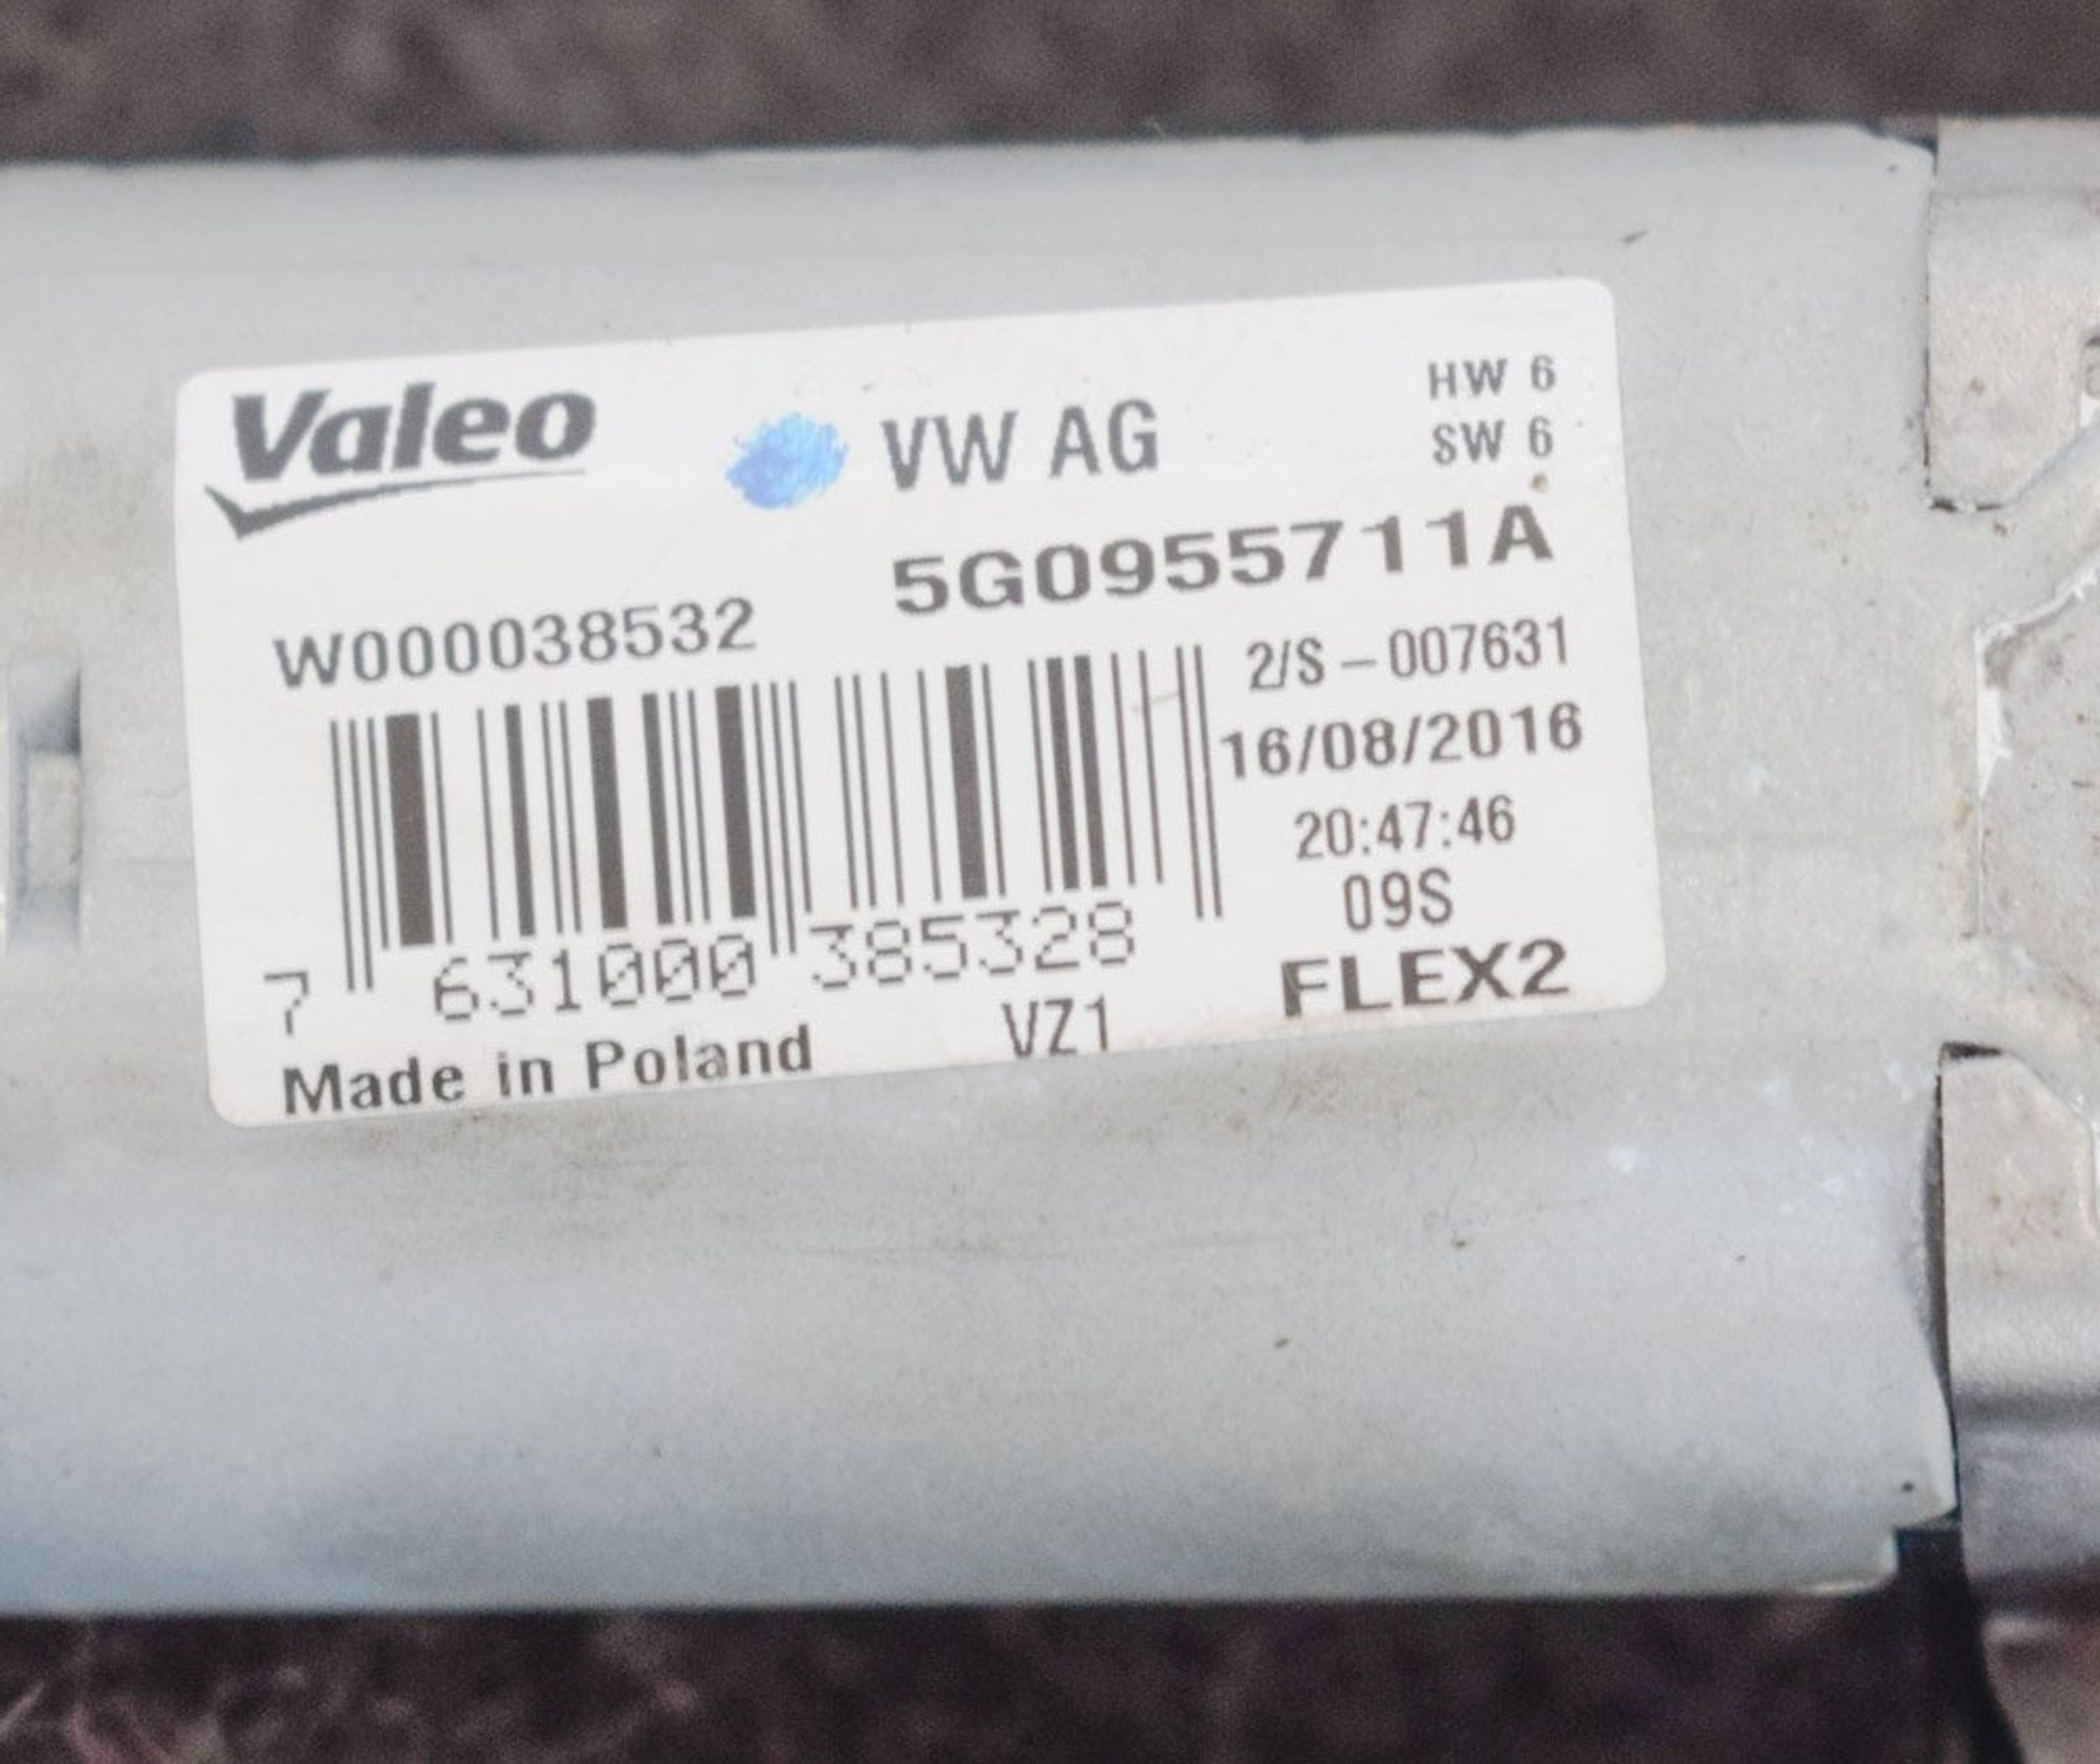 Valeo
VW AG
HW 6
SW 6
5G0955711A
W000038532
2/S – 007631
16/08/2016
20:47:46
09S
7 631000 385328
FLEX2
Made in Poland
VZ1